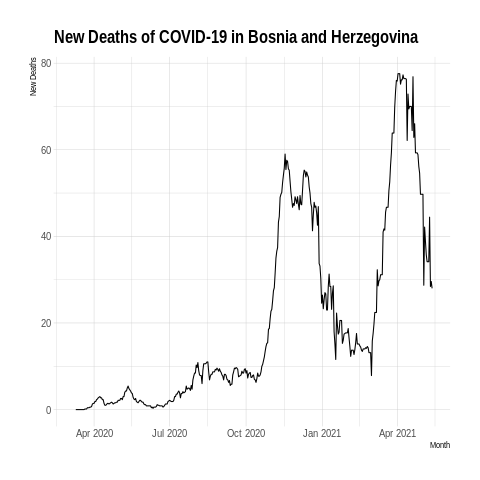 New Deaths of COVID-19 in Bosnia and Herzegovina
New Deaths
80
60
40
20
0
Apr 2020 Jul 2020 Oct 2020 Jan 2021 Apr 2021
Month